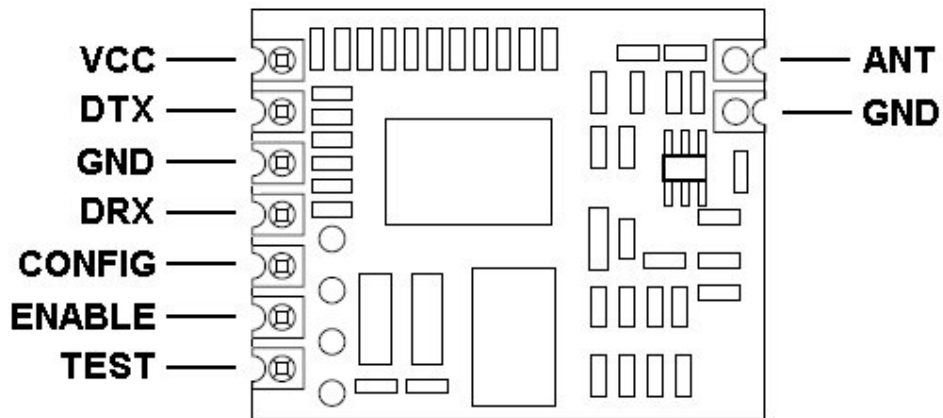 VCC
DTX
GND
DRX
CONFIG
ENABLE
TEST
ANT
GND